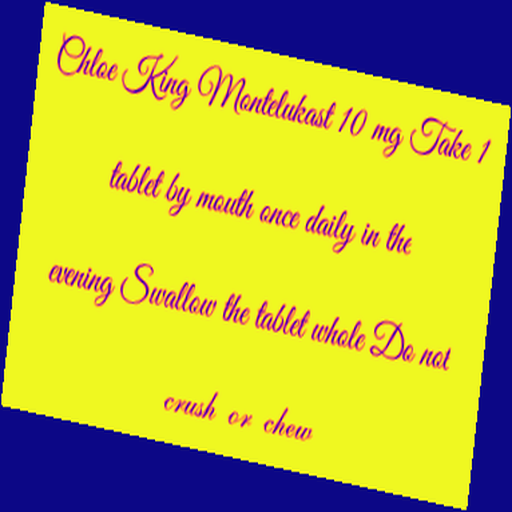 Chloe King Montelukast 10 mg Take 1
tablet by mouth once daily in the
evening Swallow the tablet whole Do not
crush or chew